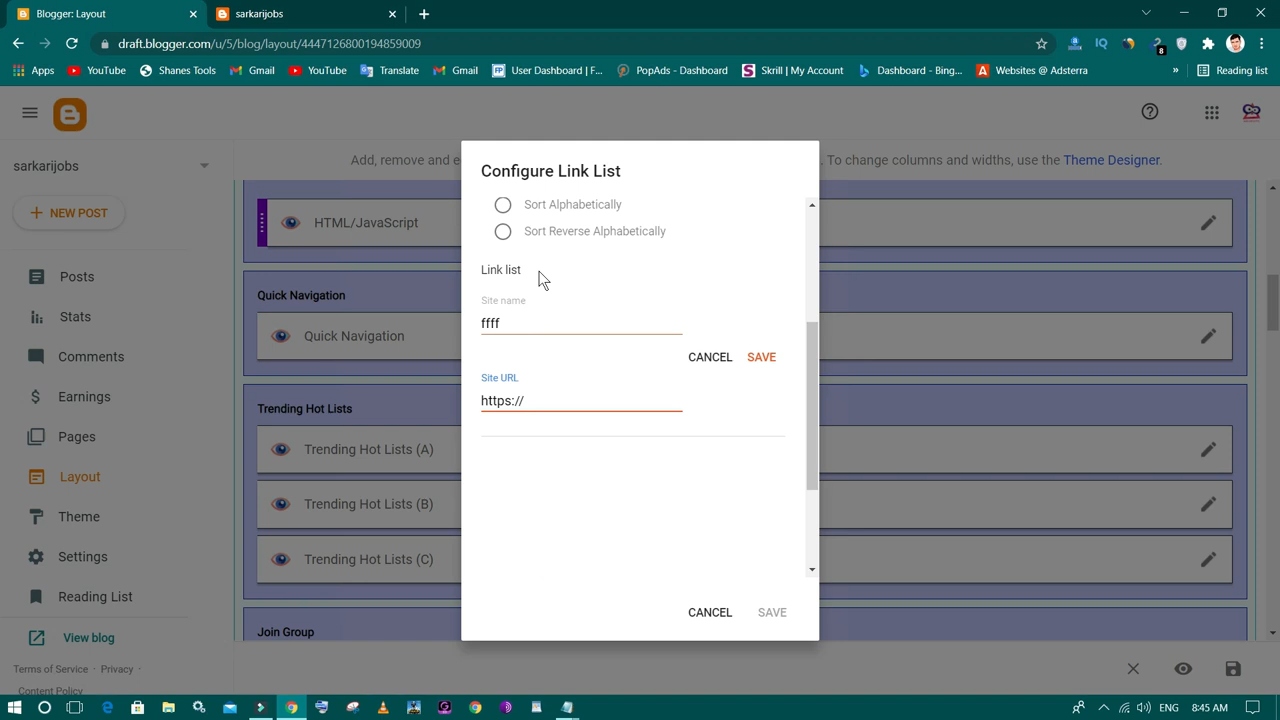 Blogger: Layout
sarkarijobs
draft.blogger.com/u/5/blog/layout/4447126800194859009
8
Apps
YouTube
Shanes Tools
Gmail
YouTube
Translate
Gmail
User Dashboard | F...
PopAds - Dashboard
Skrill | My Account
Dashboard - Bing...
Websites @ Adsterra
»
Reading list
sarkarijobs
Add, remove and e
. To change columns and widths, use the Theme Designer.
NEW POST
Posts
Stats
Comments
Earnings
Pages
Layout
Theme
Settings
Reading List
View blog
Terms of Service · Privacy ·
Content Policy
HTML/JavaScript
Quick Navigation
Quick Navigation
Trending Hot Lists
Trending Hot Lists (A)
Trending Hot Lists (B)
Trending Hot Lists (C)
Join Group
Configure Link List
Sort Alphabetically
Sort Reverse Alphabetically
Link list
Site name
ffff
CANCEL SAVE
Site URL
https://
CANCEL SAVE
ENG 8:45 AM